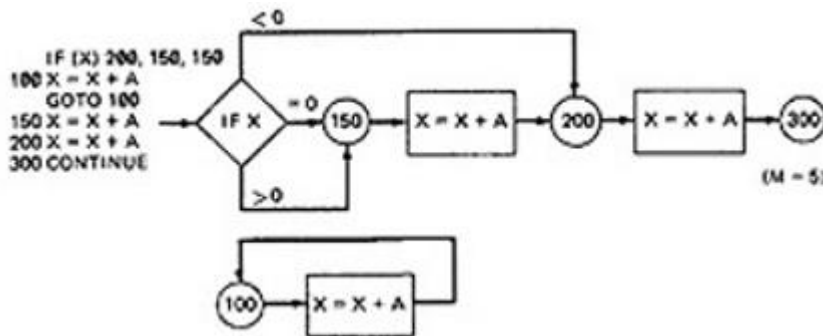 IF (X) 200, 150, 150
100 X = X + A
GOTO 100
150 X = X + A
200 X = X + A
300 CONTINUE
< 0
IF X
= 0
150
X = X + A
200
X = X + A
300
(M = 5)
> 0
100
X = X + A